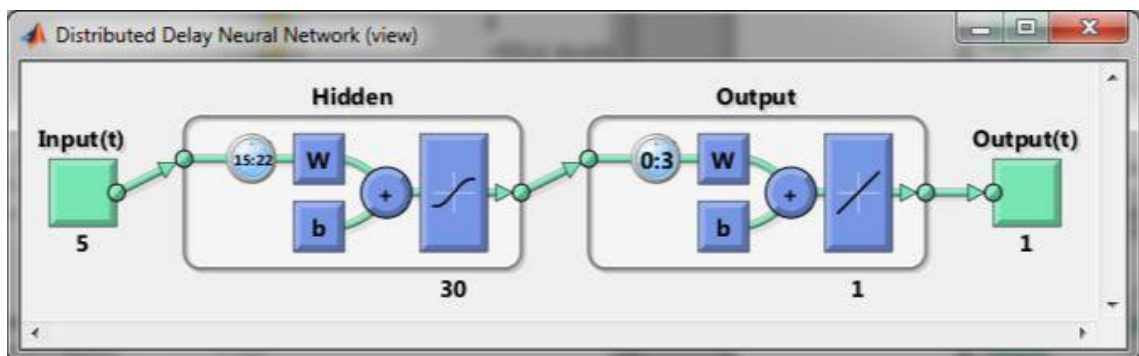 Distributed Delay Neural Network (view)
Hidden
Output
Input(t)
Output(t)
15:22
W
b
+
0:3
W
b
+
5
30
1
1